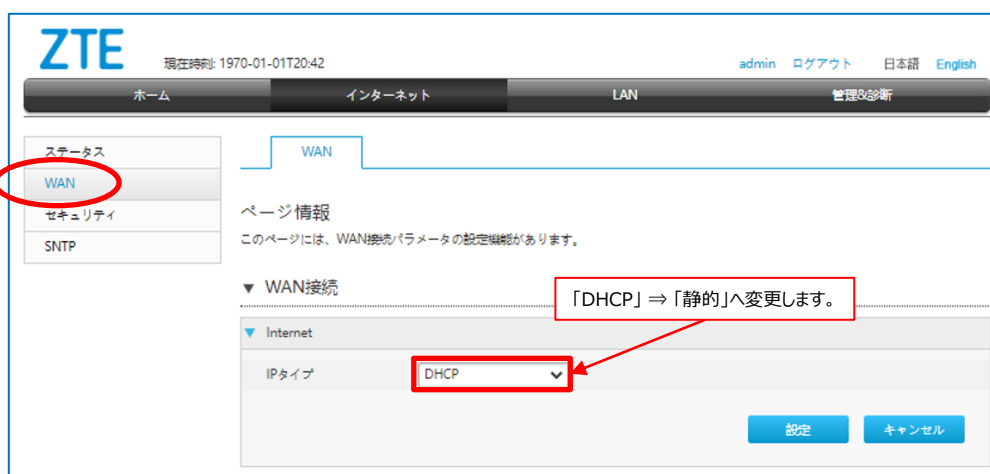 ZTE
現在時刻: 1970-01-01T20:42
admin ログアウト 日本語 English
ホーム インターネット LAN 管理&診断
ステータス
WAN
セキュリティ
SNTP
WAN
ページ情報
このページには、WAN接続パラメータの設定機能があります。
▼ WAN接続
「DHCP」 ⇒ 「静的」へ変更します。
▼ Internet
IPタイプ DHCP
設定 キャンセル